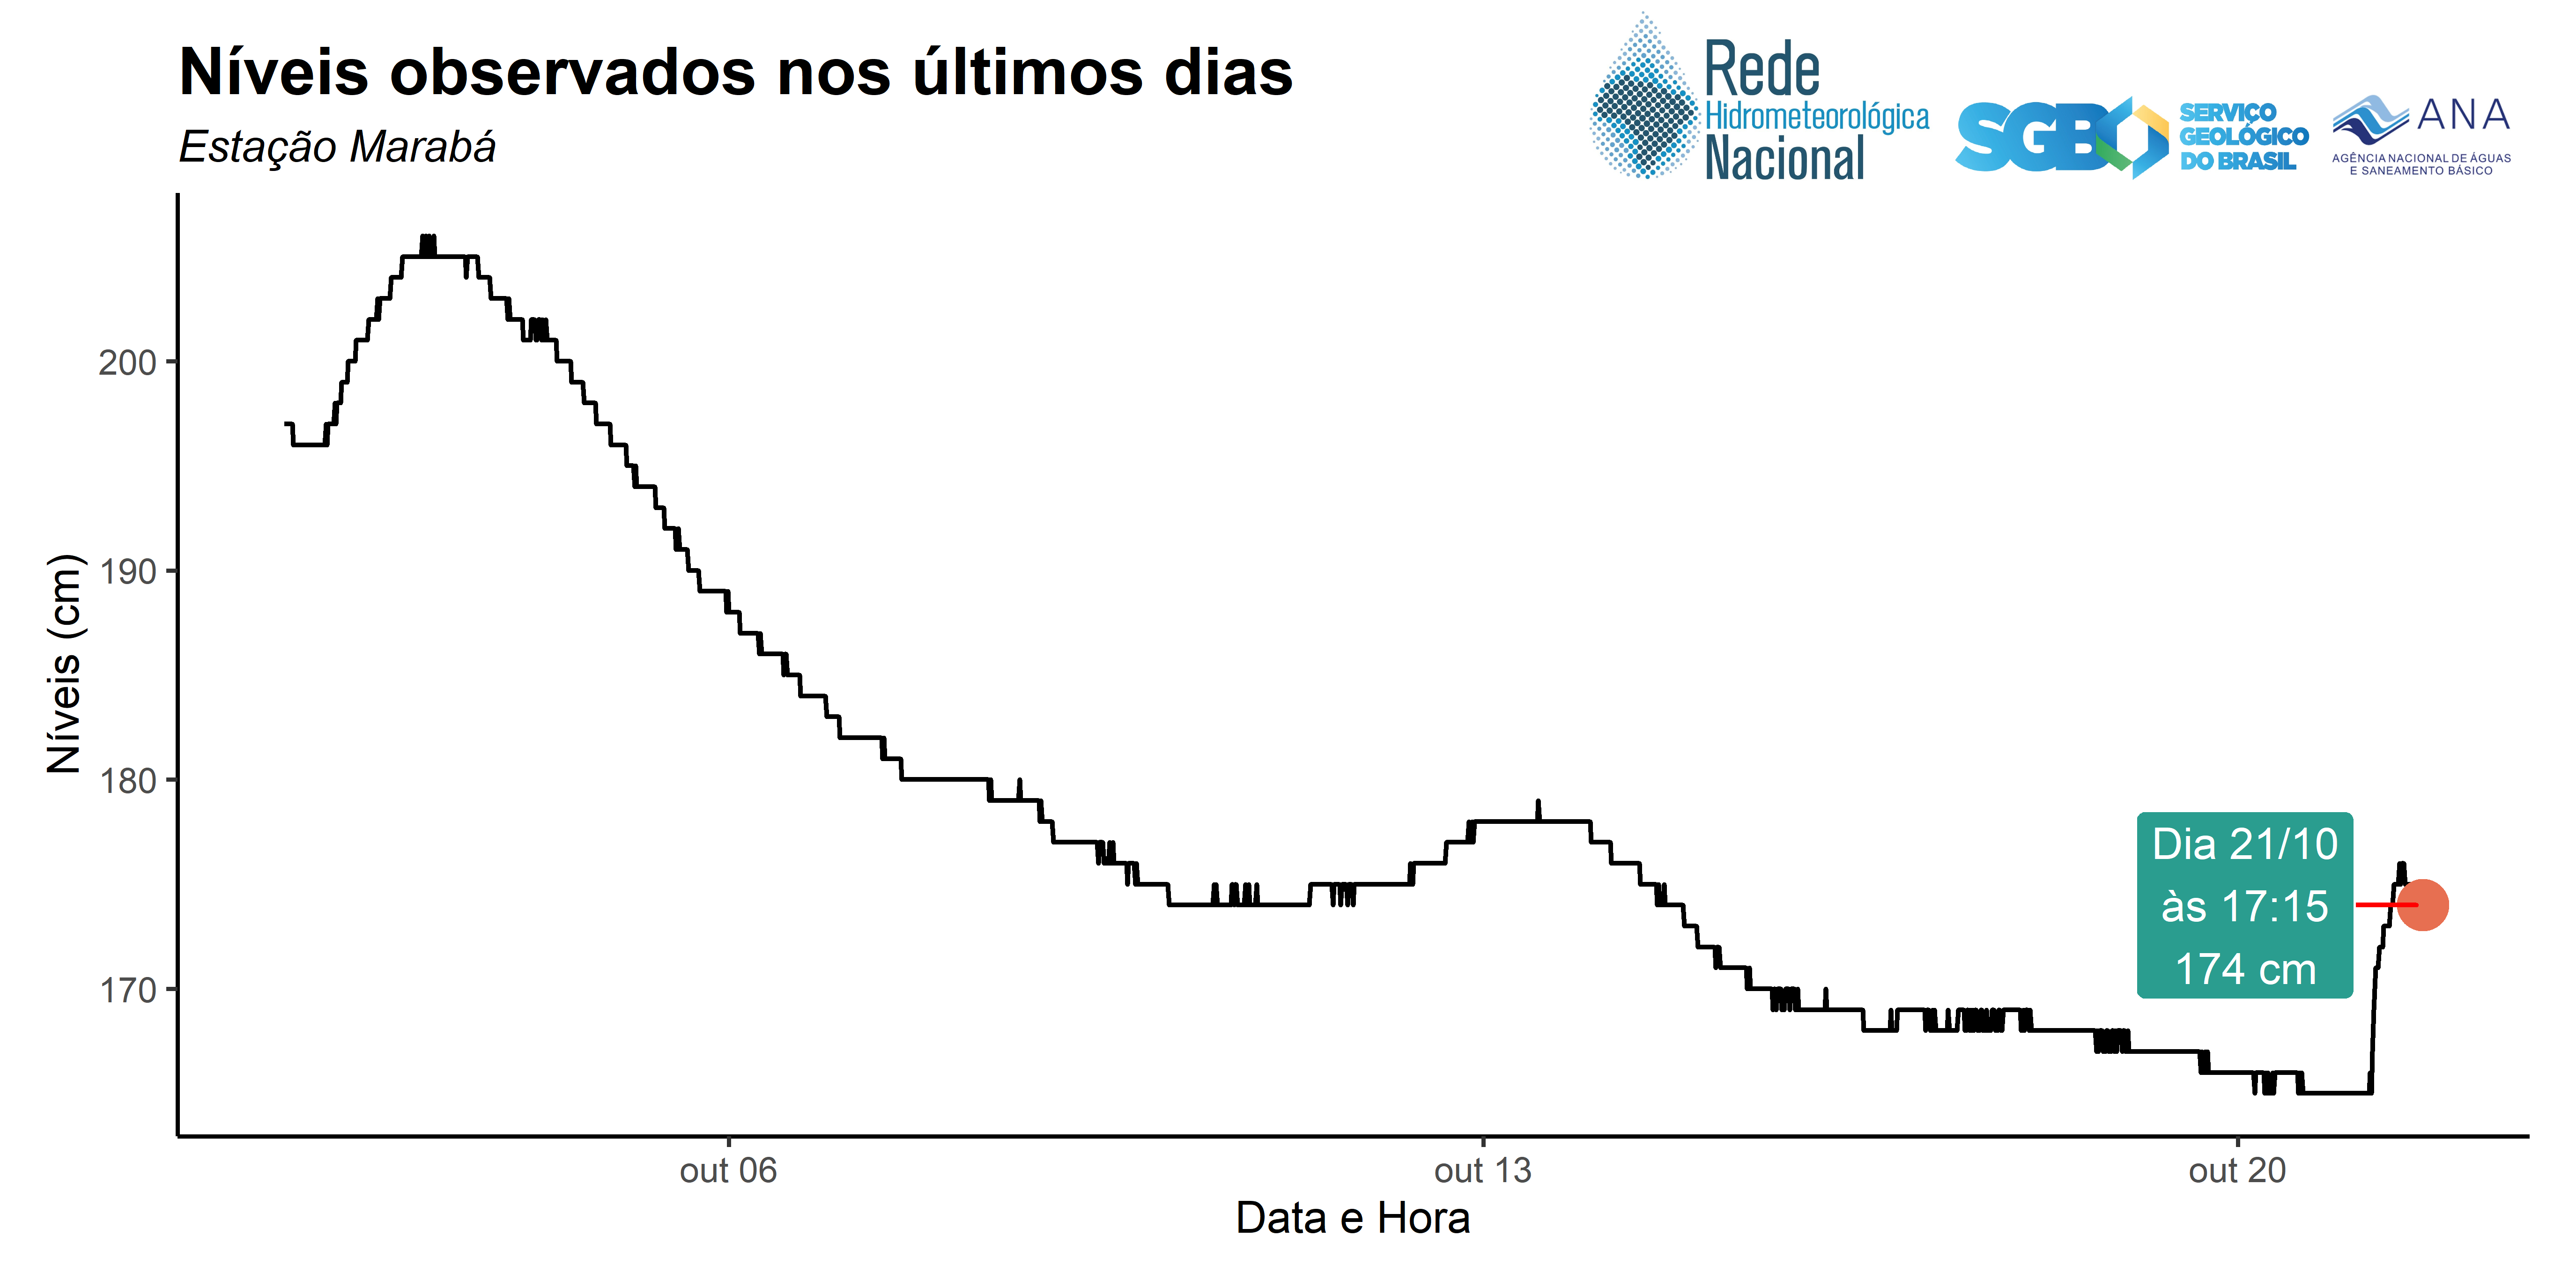 Níveis observados nos últimos dias
Estação Marabá
Rede
Hidrometeorológica
Nacional
SGB
SERVIÇO
GEOLÓGICO
DO BRASIL
ANA
AGÊNCIA NACIONAL DE ÁGUAS
E SANEAMENTO BÁSICO
Níveis (cm)
200
190
180
170
Dia 21/10
às 17:15
174 cm
out 06
out 13
out 20
Data e Hora